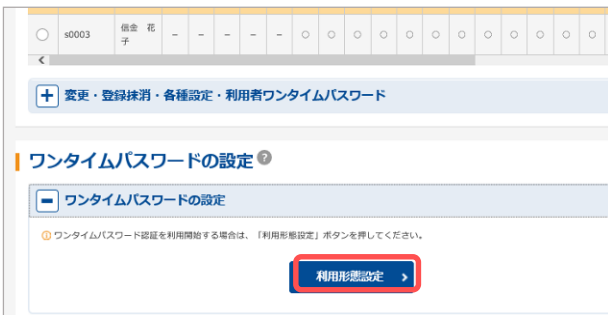 s0003 信金 花子 － － － － － ○ ○ ○ ○ ○ ○ ○ ○ ○ ○ ○ ○
変更・登録抹消・各種設定・利用者ワンタイムパスワード
ワンタイムパスワードの設定
ワンタイムパスワードの設定
ワンタイムパスワード認証を利用開始する場合は、「利用形態設定」ボタンを押してください。
利用形態設定